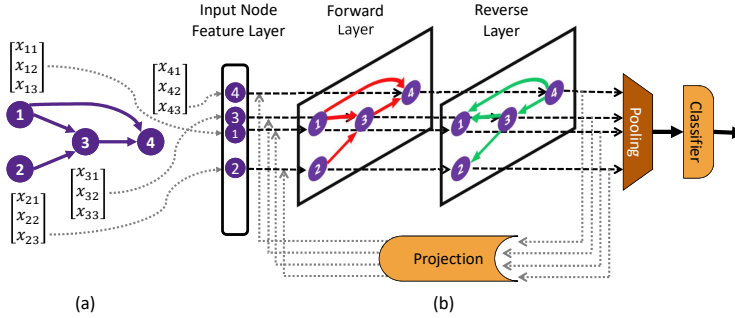 Input Node
Feature Layer
Forward
Layer
Reverse
Layer
x11
x12
x13
x41
x42
x43
1
2
3
4
x31
x32
x33
x21
x22
x23
4
3
1
2
1
2
3
4
1
2
3
4
Pooling
Classifier
Projection
(a)
(b)